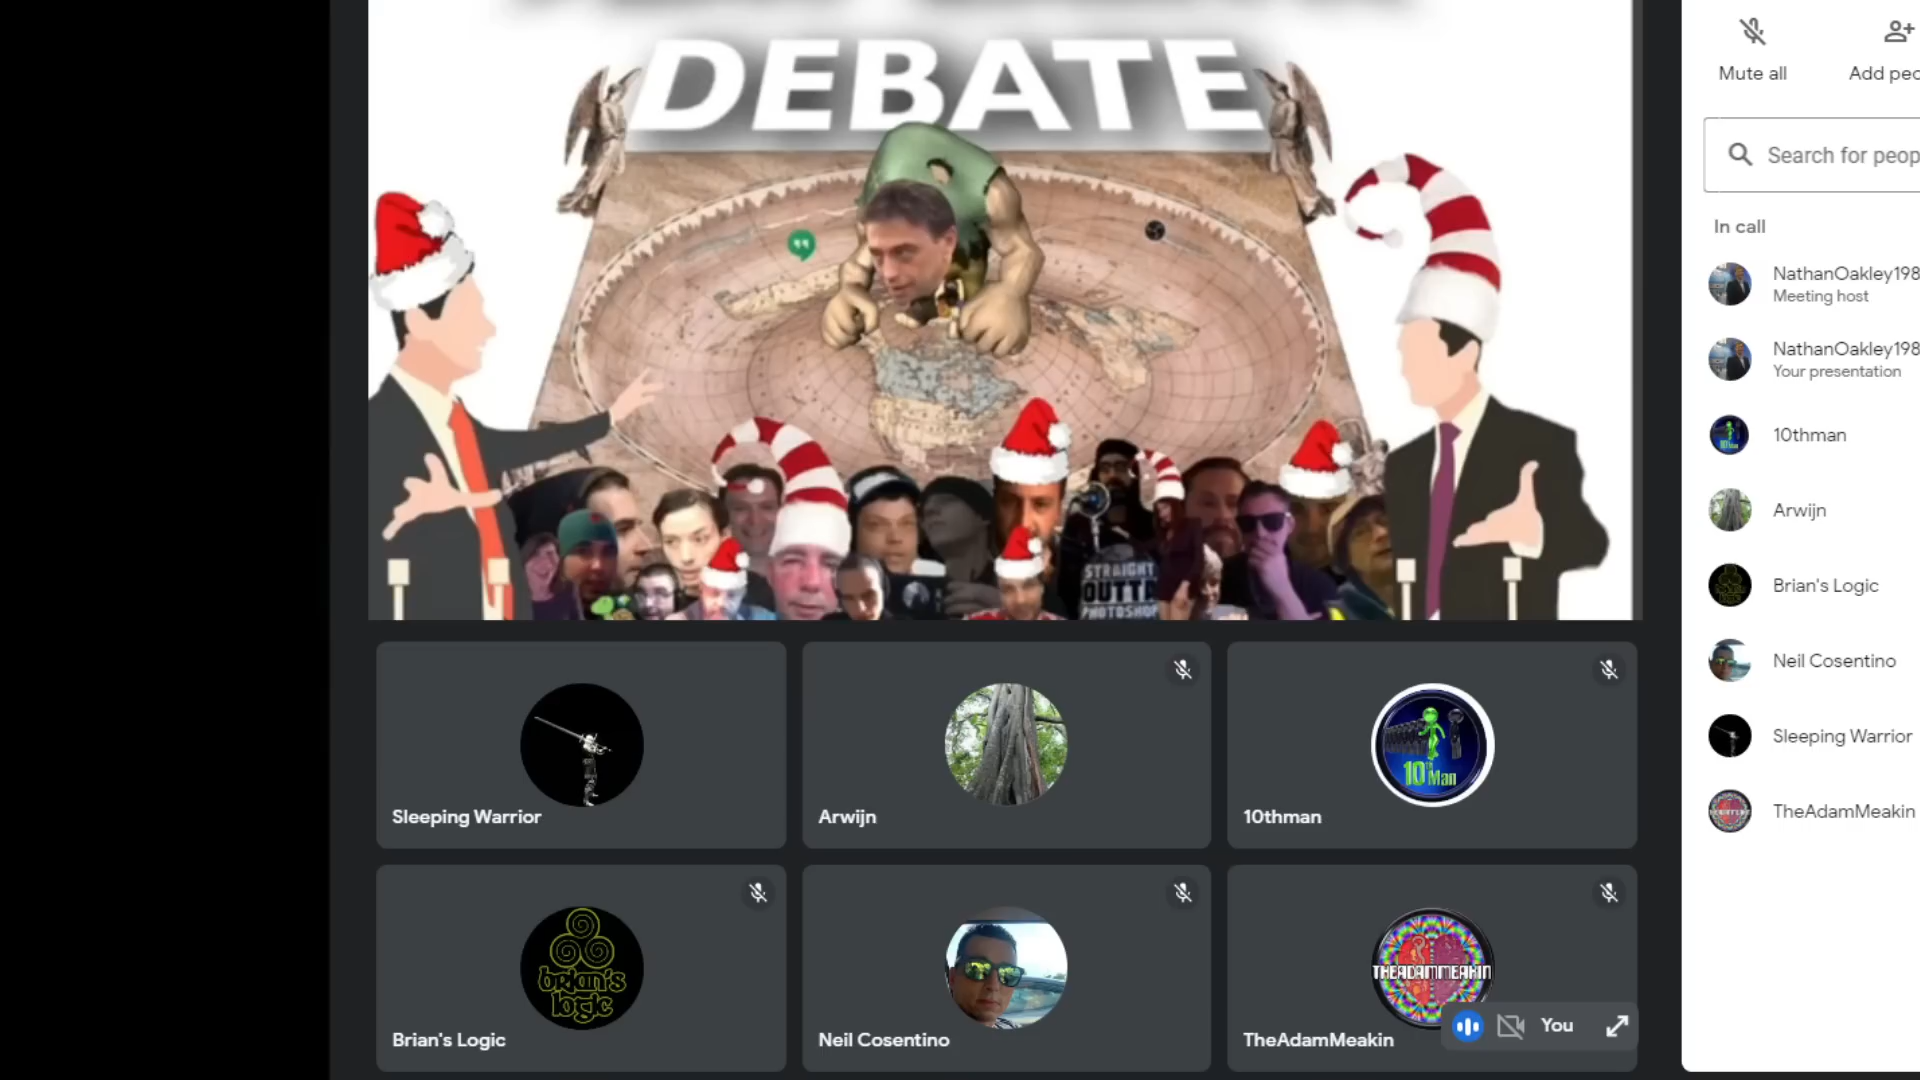 DEBATE
STRAIGHT
OUTTA
PHOTOSHOP
Sleeping Warrior
Arwijn
10thman
10th Man
Brian's Logic
brian's
logic
Neil Cosentino
TheAdamMeakin
THEADAMMEAKIN
You
Mute all
Add peo
Search for peop
In call
NathanOakley198
Meeting host
NathanOakley198
Your presentation
10thman
Arwijn
Brian's Logic
Neil Cosentino
Sleeping Warrior
TheAdamMeakin